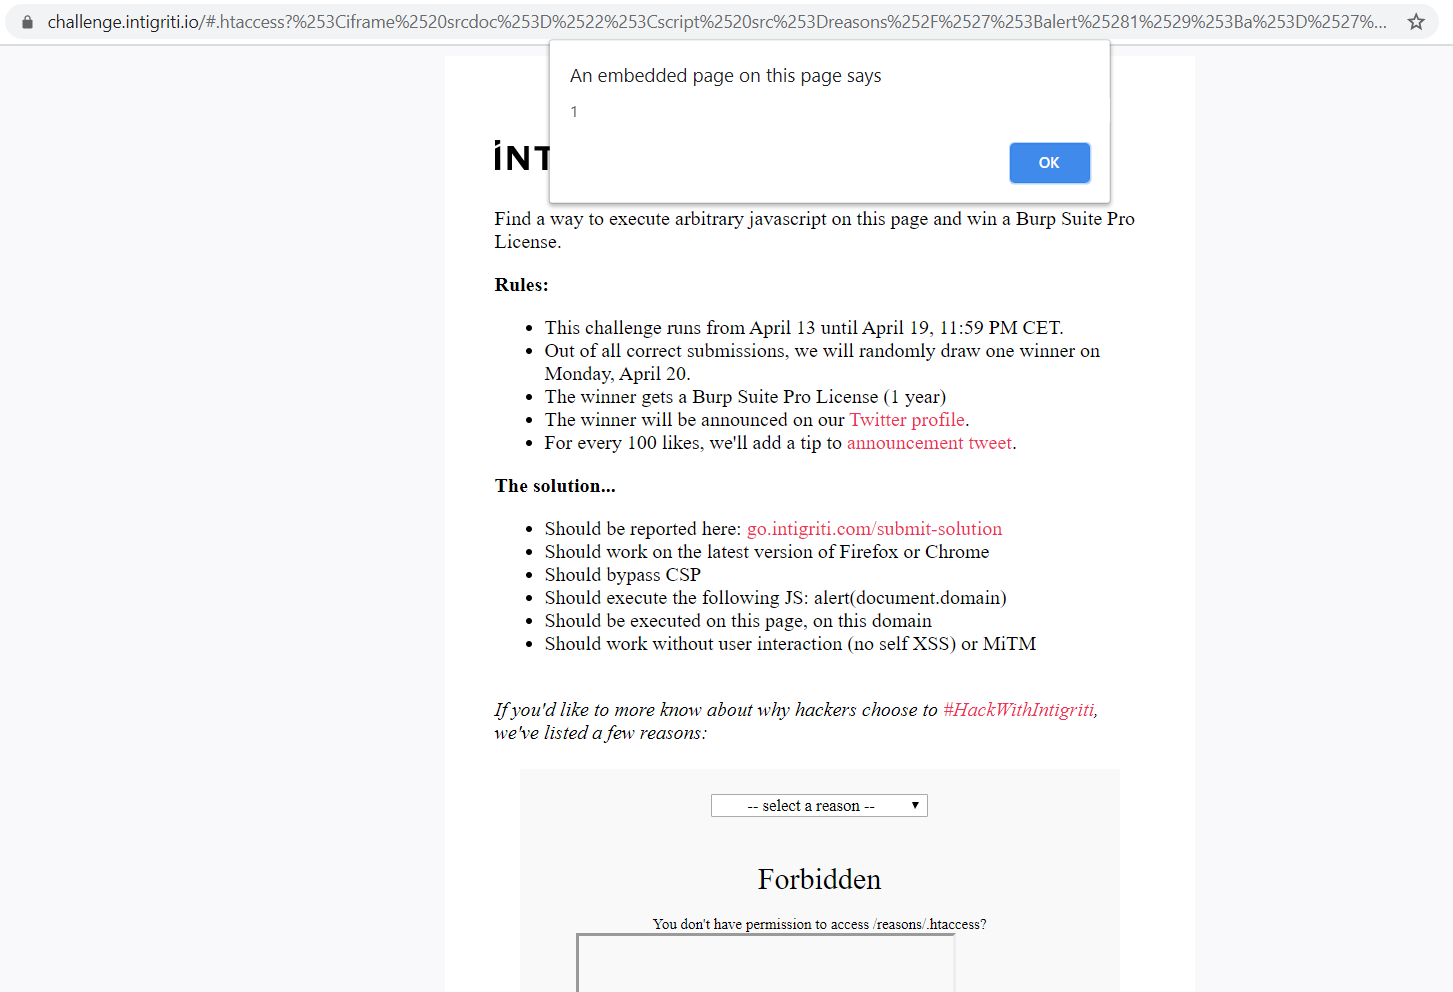 challenge.intigriti.io/#.htaccess?%253Ciframe%2520srcdoc%253D%2522%253Cscript%2520src%253Dreasons%252F%2527%253Balert%25281%2529%253Ba%253D%2527%...
An embedded page on this page says
1
OK
INT
Find a way to execute arbitrary javascript on this page and win a Burp Suite Pro
License.
Rules:
• This challenge runs from April 13 until April 19, 11:59 PM CET.
• Out of all correct submissions, we will randomly draw one winner on
Monday, April 20.
• The winner gets a Burp Suite Pro License (1 year)
• The winner will be announced on our Twitter profile.
• For every 100 likes, we'll add a tip to announcement tweet.
The solution...
• Should be reported here: go.intigriti.com/submit-solution
• Should work on the latest version of Firefox or Chrome
• Should bypass CSP
• Should execute the following JS: alert(document.domain)
• Should be executed on this page, on this domain
• Should work without user interaction (no self XSS) or MiTM
If you'd like to more know about why hackers choose to #HackWithIntigriti,
we've listed a few reasons:
-- select a reason --
Forbidden
You don't have permission to access /reasons/.htaccess?